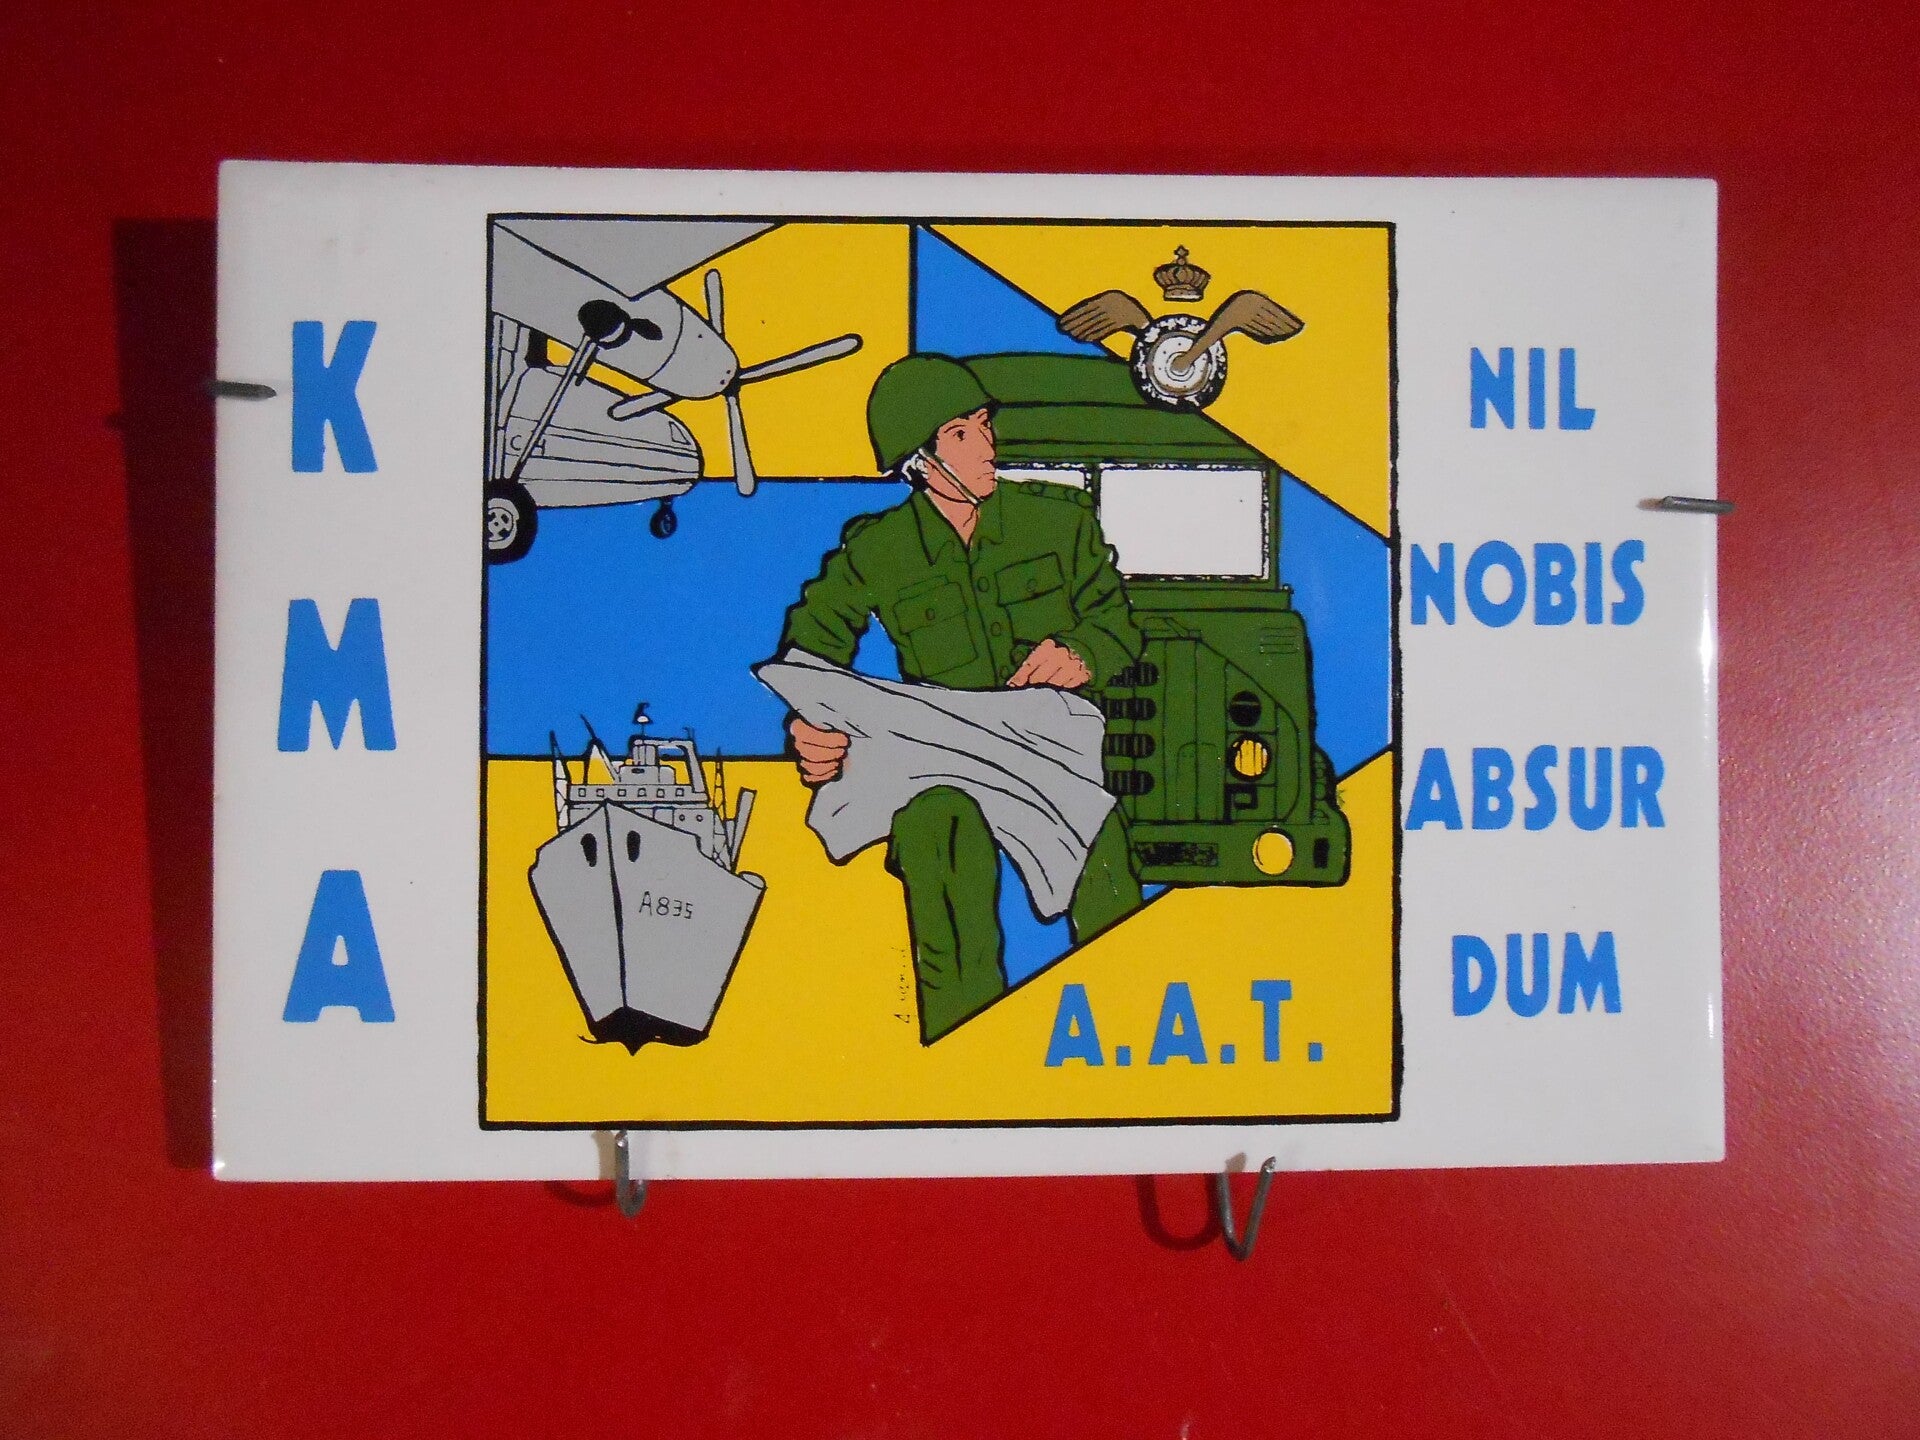 K
M
A
NIL
NOBIS
ABSUR
DUM
A835
A.A.T.